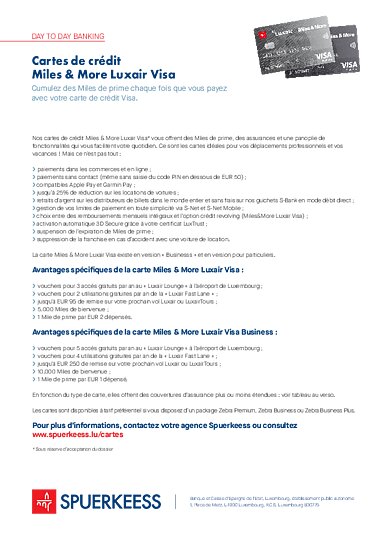 DAY TO DAY BANKING
Luxair
Miles & More
VISA
VISA
Cartes de crédit
Miles & More Luxair Visa
Cumulez des Miles de prime chaque fois que vous payez
avec votre carte de crédit Visa.
Nos cartes de crédit Miles & More Luxair Visa* vous offrent des Miles de prime, des assurances et une panoplie de
fonctionnalités qui vous facilitent votre quotidien. Ce sont les cartes idéales pour vos déplacements professionnels et vos
vacances ! Mais ce n'est pas tout :
paiements dans les commerces et en ligne ;
paiements sans contact (même sans saisie du code PIN en dessous de EUR 50) ;
compatibles Apple Pay et Garmin Pay ;
jusqu'à 25% de réduction sur les locations de voitures ;
retraits d'argent sur les distributeurs de billets dans le monde entier et sans frais sur nos guichets S-Bank en mode débit direct ;
gestion de vos limites de paiement en toute simplicité via S-Net et S-Net Mobile ;
choix entre des remboursements mensuels intégraux et l'option crédit revolving (Miles&More Luxair Visa) ;
activation automatique 3D Secure grâce à votre certificat LuxTrust ;
suspension de l'expiration de Miles de prime ;
suppression de la franchise en cas d'accident avec une voiture de location.
La carte Miles & More Luxair Visa existe en version « Business » et en version pour particuliers.
Avantages spécifiques de la carte Miles & More Luxair Visa :
vouchers pour 3 accès gratuits par an au « Luxair Lounge » à l'aéroport de Luxembourg ;
vouchers pour 2 utilisations gratuites par an de la « Luxair Fast Lane » ;
jusqu'à EUR 95 de remise sur votre prochain vol Luxair ou LuxairTours ;
5.000 Miles de bienvenue ;
1 Mile de prime par EUR 2 dépensés.
Avantages spécifiques de la carte Miles & More Luxair Visa Business :
vouchers pour 5 accès gratuits par an au « Luxair Lounge » à l'aéroport de Luxembourg ;
vouchers pour 4 utilisations gratuites par an de la « Luxair Fast Lane » ;
jusqu'à EUR 250 de remise sur votre prochain vol Luxair ou LuxairTours ;
10.000 Miles de bienvenue ;
1 Mile de prime par EUR 1 dépensé.
En fonction du type de carte, elles offrent des couvertures d'assurance plus ou moins étendues : voir tableau au verso.
Les cartes sont disponibles à tarif préférentiel si vous disposez d'un package Zebra Premium, Zebra Business ou Zebra Business Plus.
Pour plus d'informations, contactez votre agence Spuerkeess ou consultez
www.spuerkeess.lu/cartes
* Sous réserve d'acceptation du dossier
SPUERKEESS
Banque et Caisse d'Epargne de l'Etat, Luxembourg, établissement public autonome
1, Place de Metz, L-1930 Luxembourg, R.C.S. Luxembourg B30775